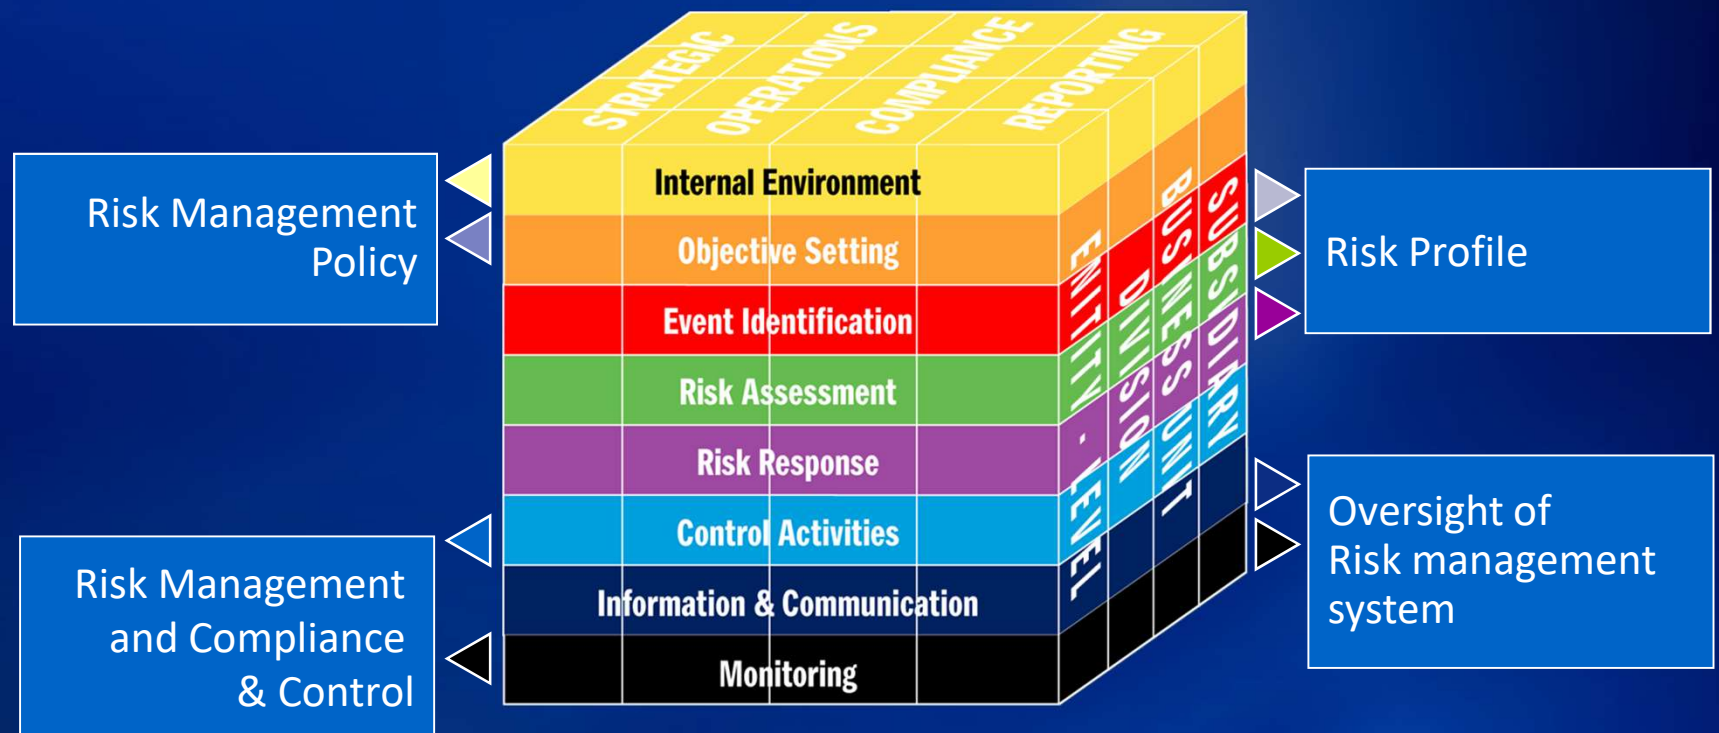 STRATEGIC
OPERATIONS
COMPLIANCE
REPORTING
Internal Environment
Objective Setting
Event Identification
Risk Assessment
Risk Response
Control Activities
Information & Communication
Monitoring
ENITITY - LEVEL
DIVISION
BUSINESS UNIT
SUBSIDIARY
Risk Management
Policy
Risk Management
and Compliance
& Control
Risk Profile
Oversight of
Risk management
system